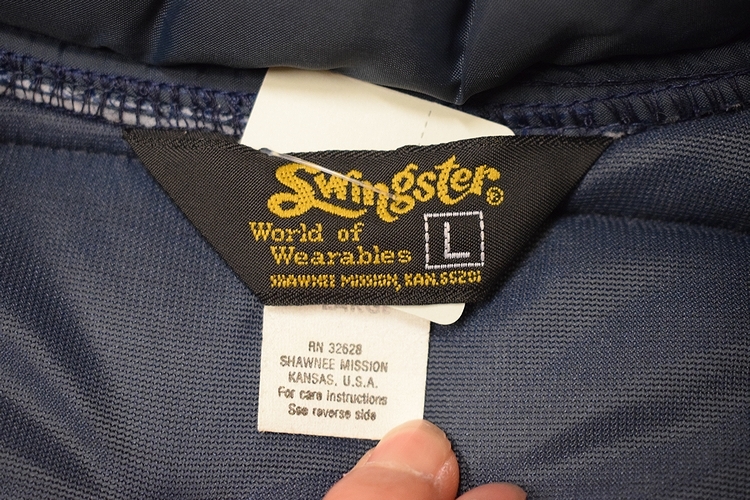 Swingster®
World of
Wearables
L
SHAWNEE MISSION, KAN. 66201
LARGE
RN 32628
SHAWNEE MISSION
KANSAS, U.S.A.
For care instructions
See reverse side